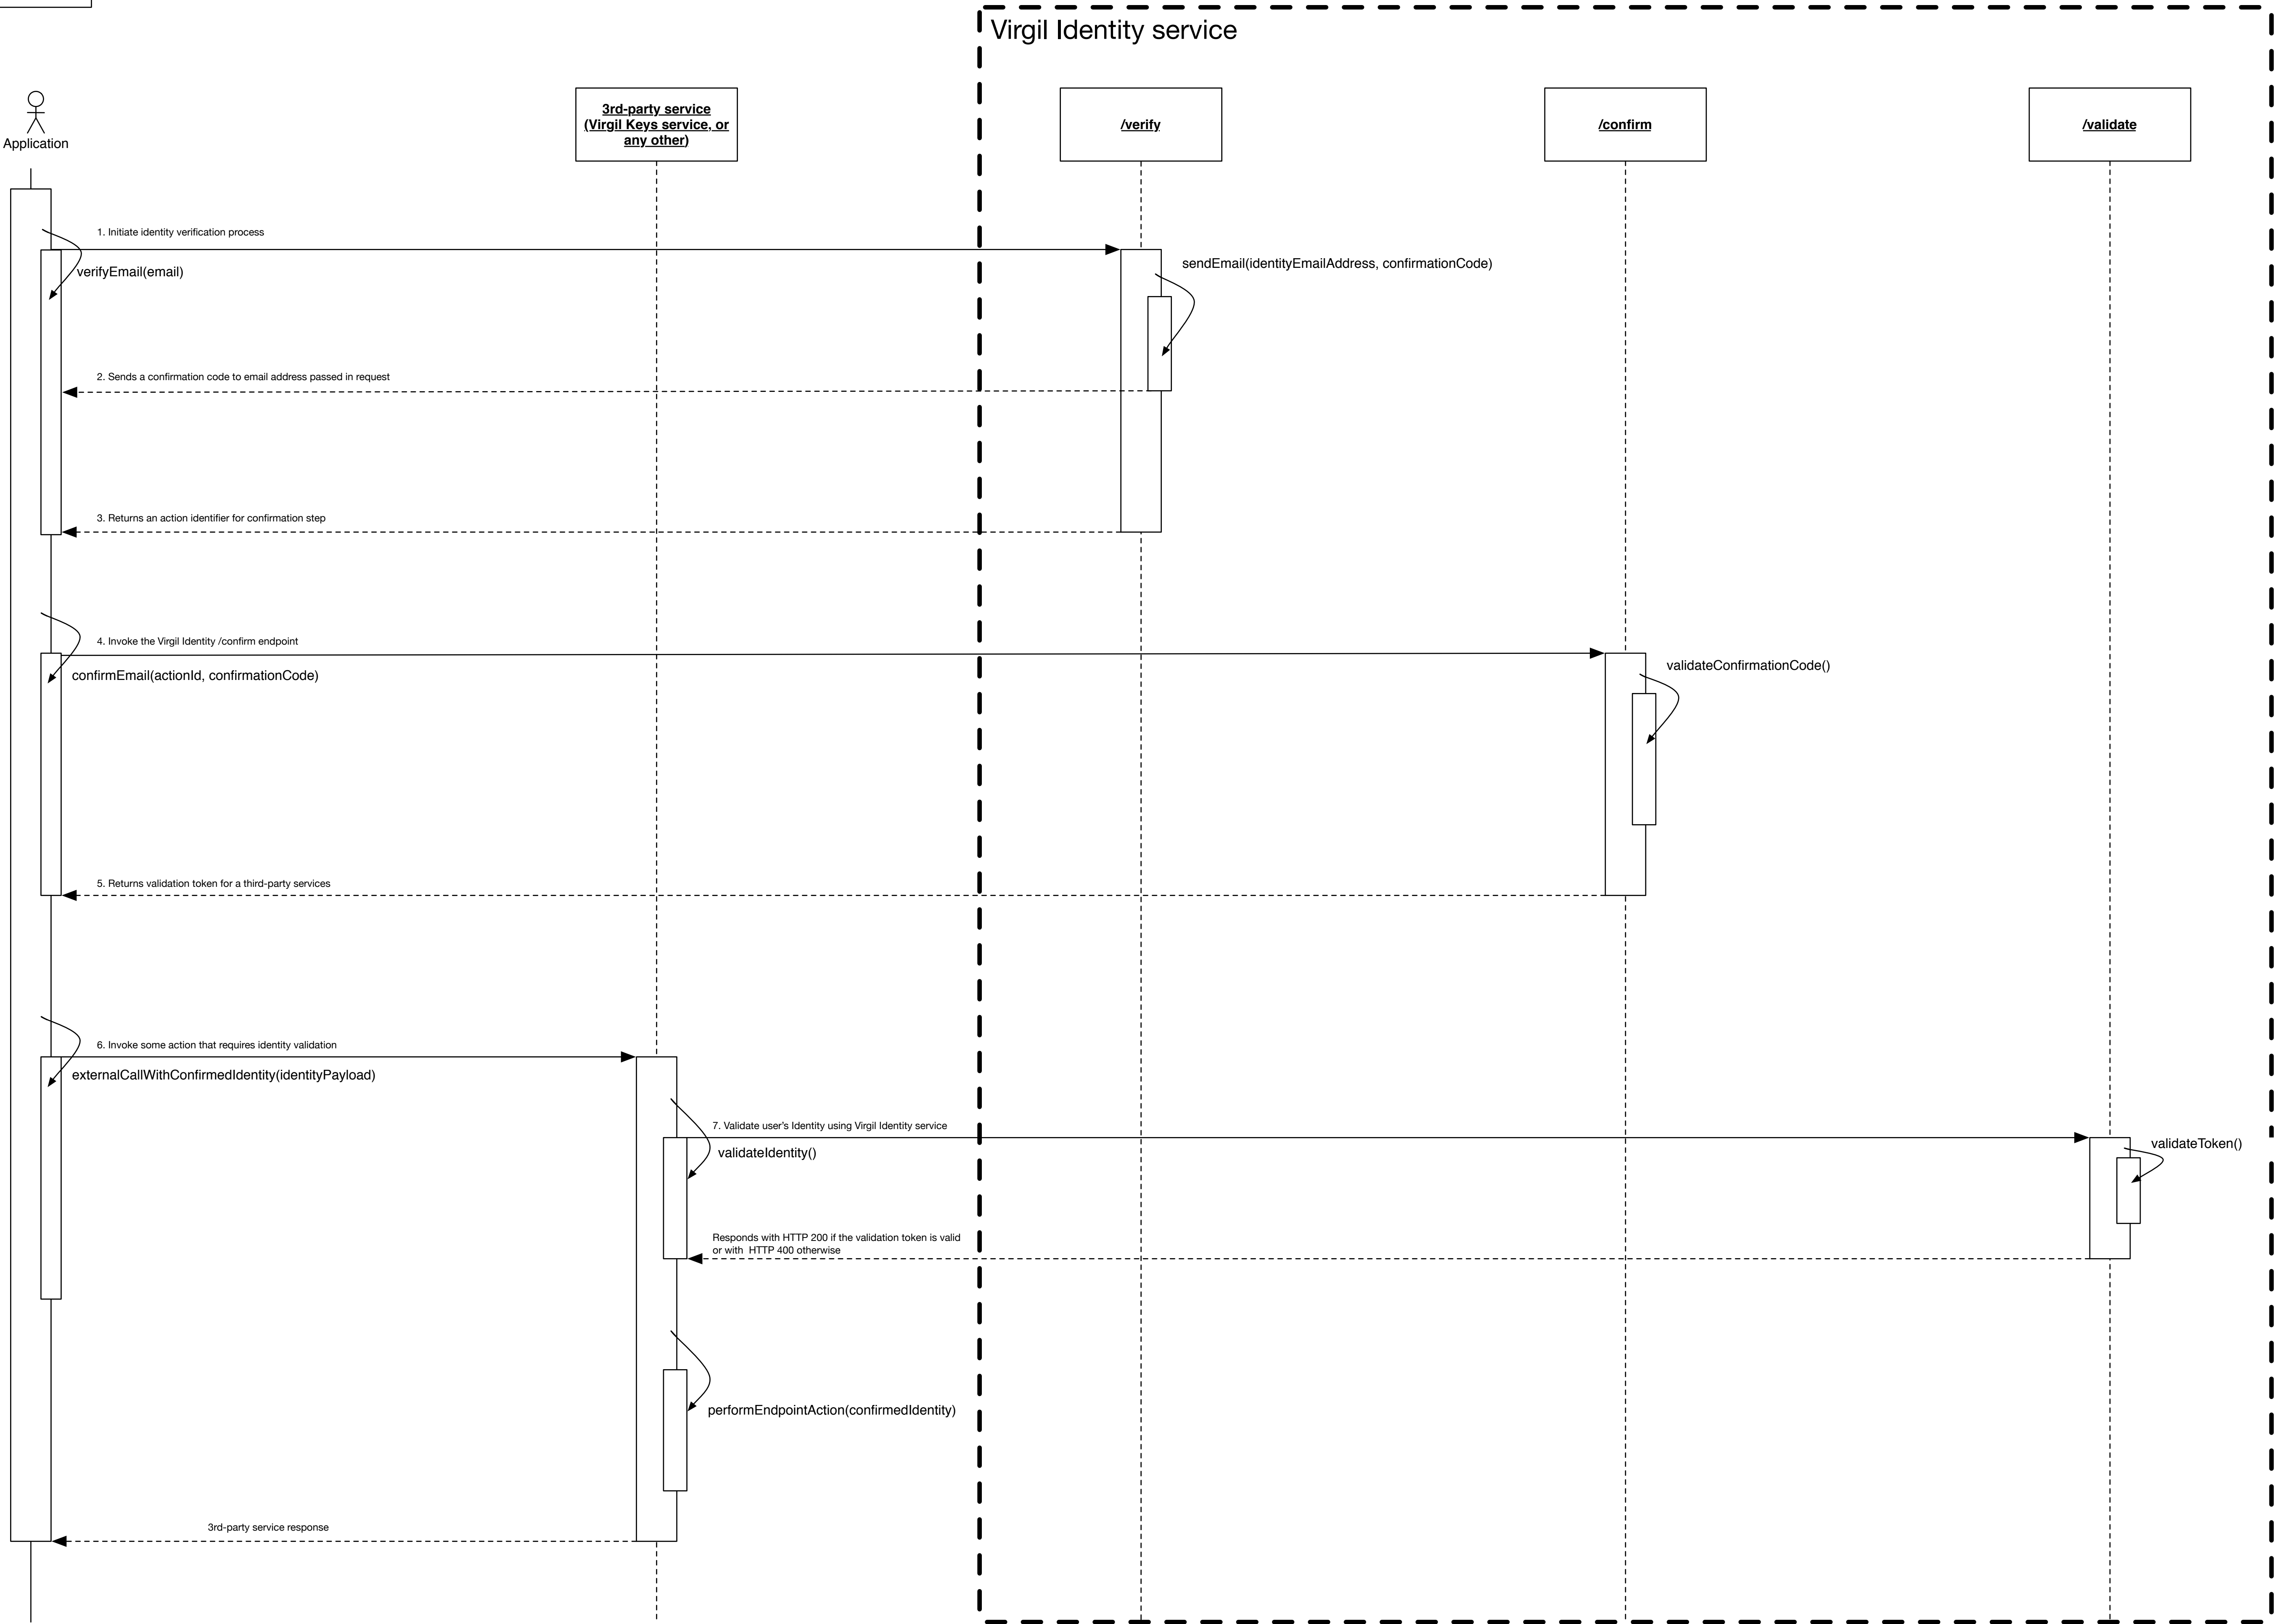 Virgil Identity service
Application
3rd-party service
(Virgil Keys service, or
any other)
/verify
/confirm
/validate
1. Initiate identity verification process
verifyEmail(email)
sendEmail(identityEmailAddress, confirmationCode)
2. Sends a confirmation code to email address passed in request
3. Returns an action identifier for confirmation step
4. Invoke the Virgil Identity /confirm endpoint
confirmEmail(actionId, confirmationCode)
validateConfirmationCode()
5. Returns validation token for a third-party services
6. Invoke some action that requires identity validation
externalCallWithConfirmedIdentity(identityPayload)
7. Validate user's Identity using Virgil Identity service
validateIdentity()
validateToken()
Responds with HTTP 200 if the validation token is valid
or with HTTP 400 otherwise
performEndpointAction(confirmedIdentity)
3rd-party service response